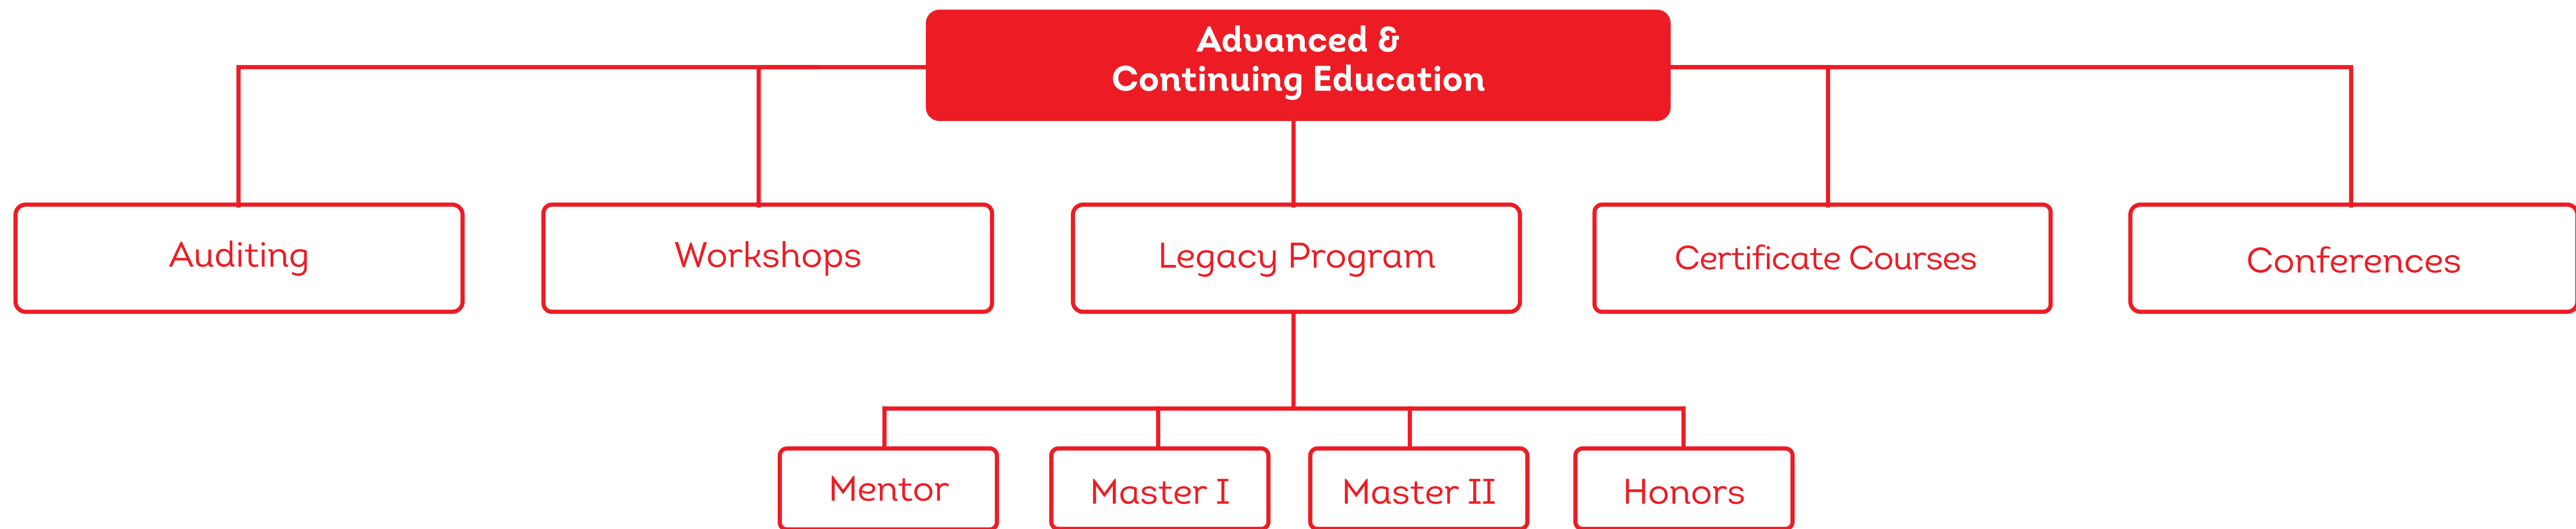 Advanced &
Continuing Education
Auditing
Workshops
Legacy Program
Certificate Courses
Conferences
Mentor
Master I
Master II
Honors